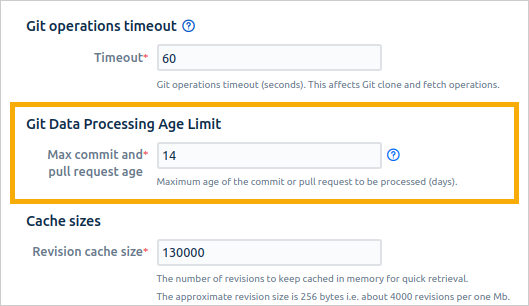 Git operations timeout ?
Timeout* 60
Git operations timeout (seconds). This affects Git clone and fetch operations.
Git Data Processing Age Limit
Max commit and* 14 ?
pull request age
Maximum age of the commit or pull request to be processed (days).
Cache sizes
Revision cache size* 130000
The number of revisions to keep cached in memory for quick retrieval.
The approximate revision size is 256 bytes i.e. about 4000 revisions per one Mb.